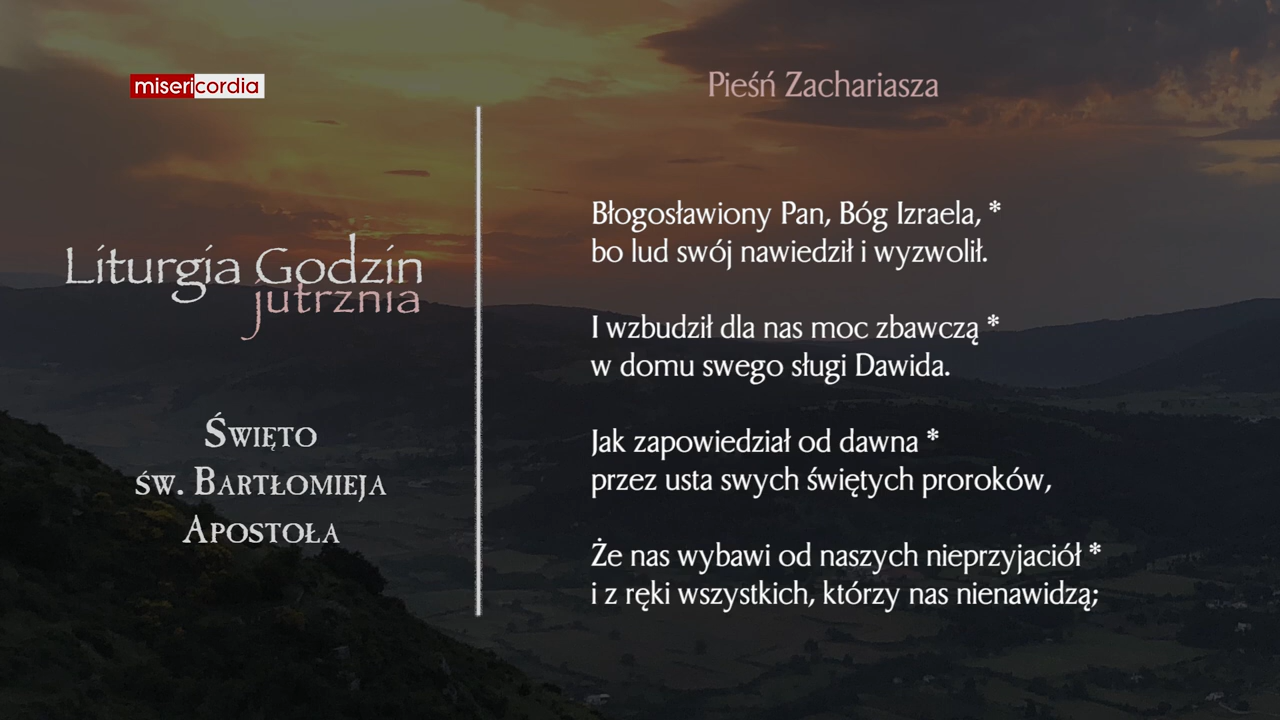 misericordia
Liturgia Godzin
jutrznia
Święto
św. Bartłomieja
Apostoła
Pieśń Zachariasza
Błogosławiony Pan, Bóg Izraela, *
bo lud swój nawiedził i wyzwolił.
I wzbudził dla nas moc zbawczą *
w domu swego sługi Dawida.
Jak zapowiedział od dawna *
przez usta swych świętych proroków,
Że nas wybawi od naszych nieprzyjaciół *
i z ręki wszystkich, którzy nas nienawidzą;